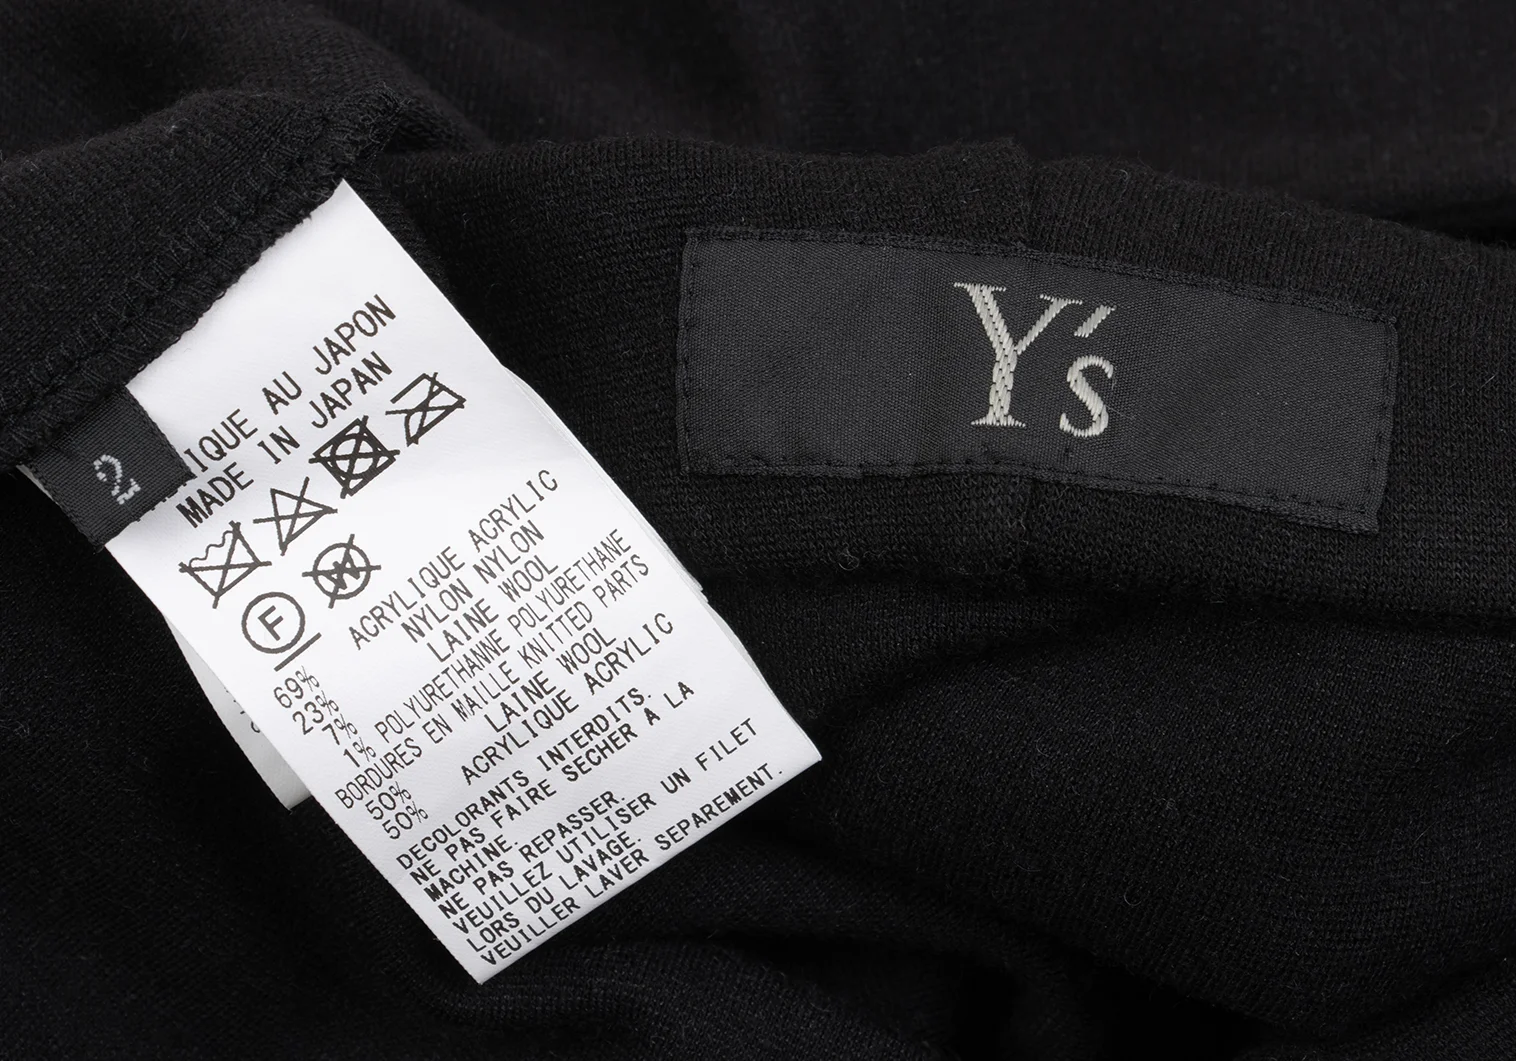 IQUE AU JAPON
MADE IN JAPAN
2
W
F
69% ACRYLIQUE ACRYLIC
23% NYLON NYLON
7% LAINE WOOL
1% POLYURETHANNE POLYURETHANE
BORDURES EN MAILLE KNITTED PARTS
50% LAINE WOOL
50% ACRYLIQUE ACRYLIC
DECOLORANTS INTERDITS.
NE PAS FAIRE SECHER A LA
MACHINE.
NE PAS REPASSER.
VEUILLEZ UTILISER UN FILET
LORS DU LAVAGE.
VEUILLER LAVER SEPAREMENT.
Y's